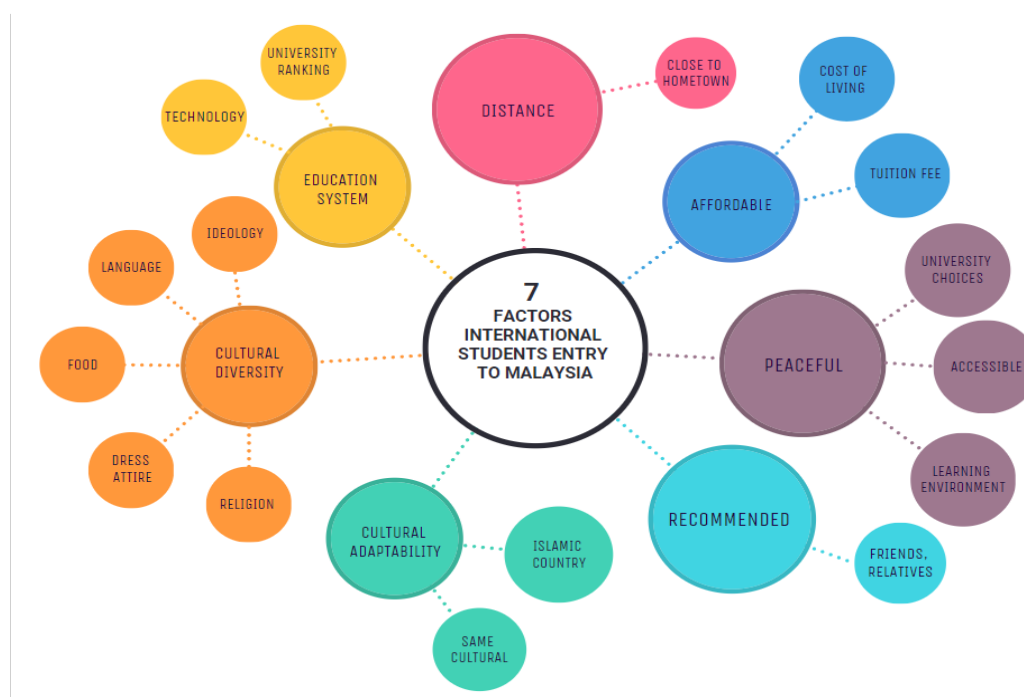 7
FACTORS
INTERNATIONAL
STUDENTS ENTRY
TO MALAYSIA
DISTANCE
CLOSE TO
HOMETOWN
AFFORDABLE
COST OF
LIVING
TUITION FEE
PEACEFUL
UNIVERSITY
CHOICES
ACCESSIBLE
LEARNING
ENVIRONMENT
RECOMMENDED
FRIENDS,
RELATIVES
CULTURAL
ADAPTABILITY
ISLAMIC
COUNTRY
SAME
CULTURAL
CULTURAL
DIVERSITY
RELIGION
DRESS
ATTIRE
FOOD
LANGUAGE
IDEOLOGY
EDUCATION
SYSTEM
TECHNOLOGY
UNIVERSITY
RANKING